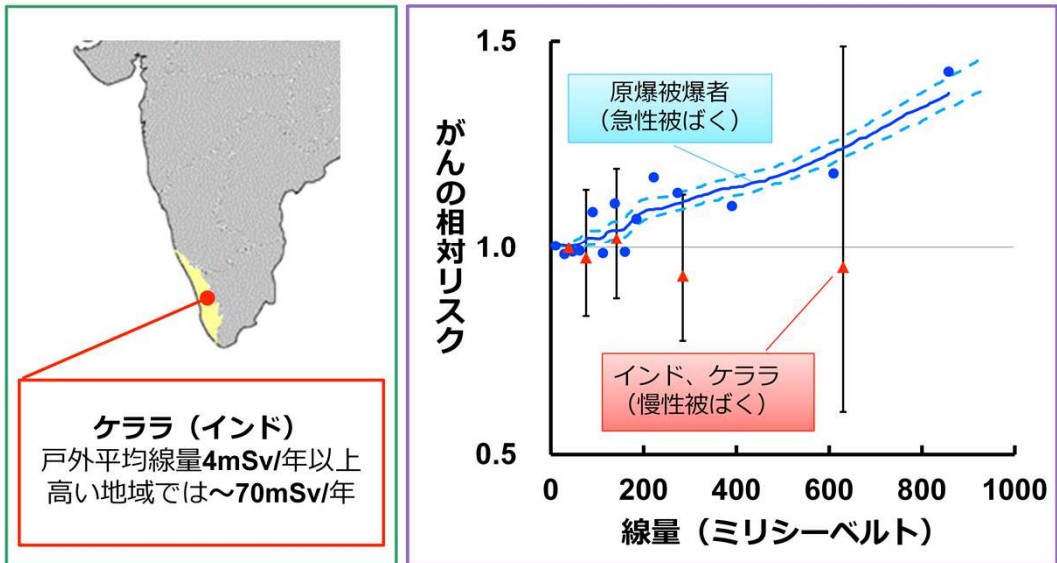 ケララ（インド）
戸外平均線量4mSv/年以上
高い地域では～70mSv/年
がんの相対リスク
1.5
1.0
0.5
原爆被爆者
（急性被ばく）
インド、ケララ
（慢性被ばく）
0
200
400
600
800
1000
線量（ミリシーベルト）